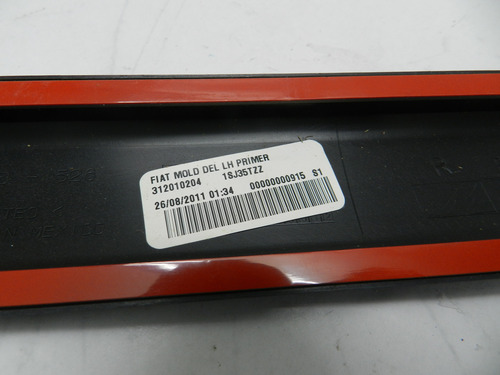 FIAT MOLD DEL LH PRIMER
312010204 1SJ35TZZ
26/08/2011 01:34 00000000915 S1
R